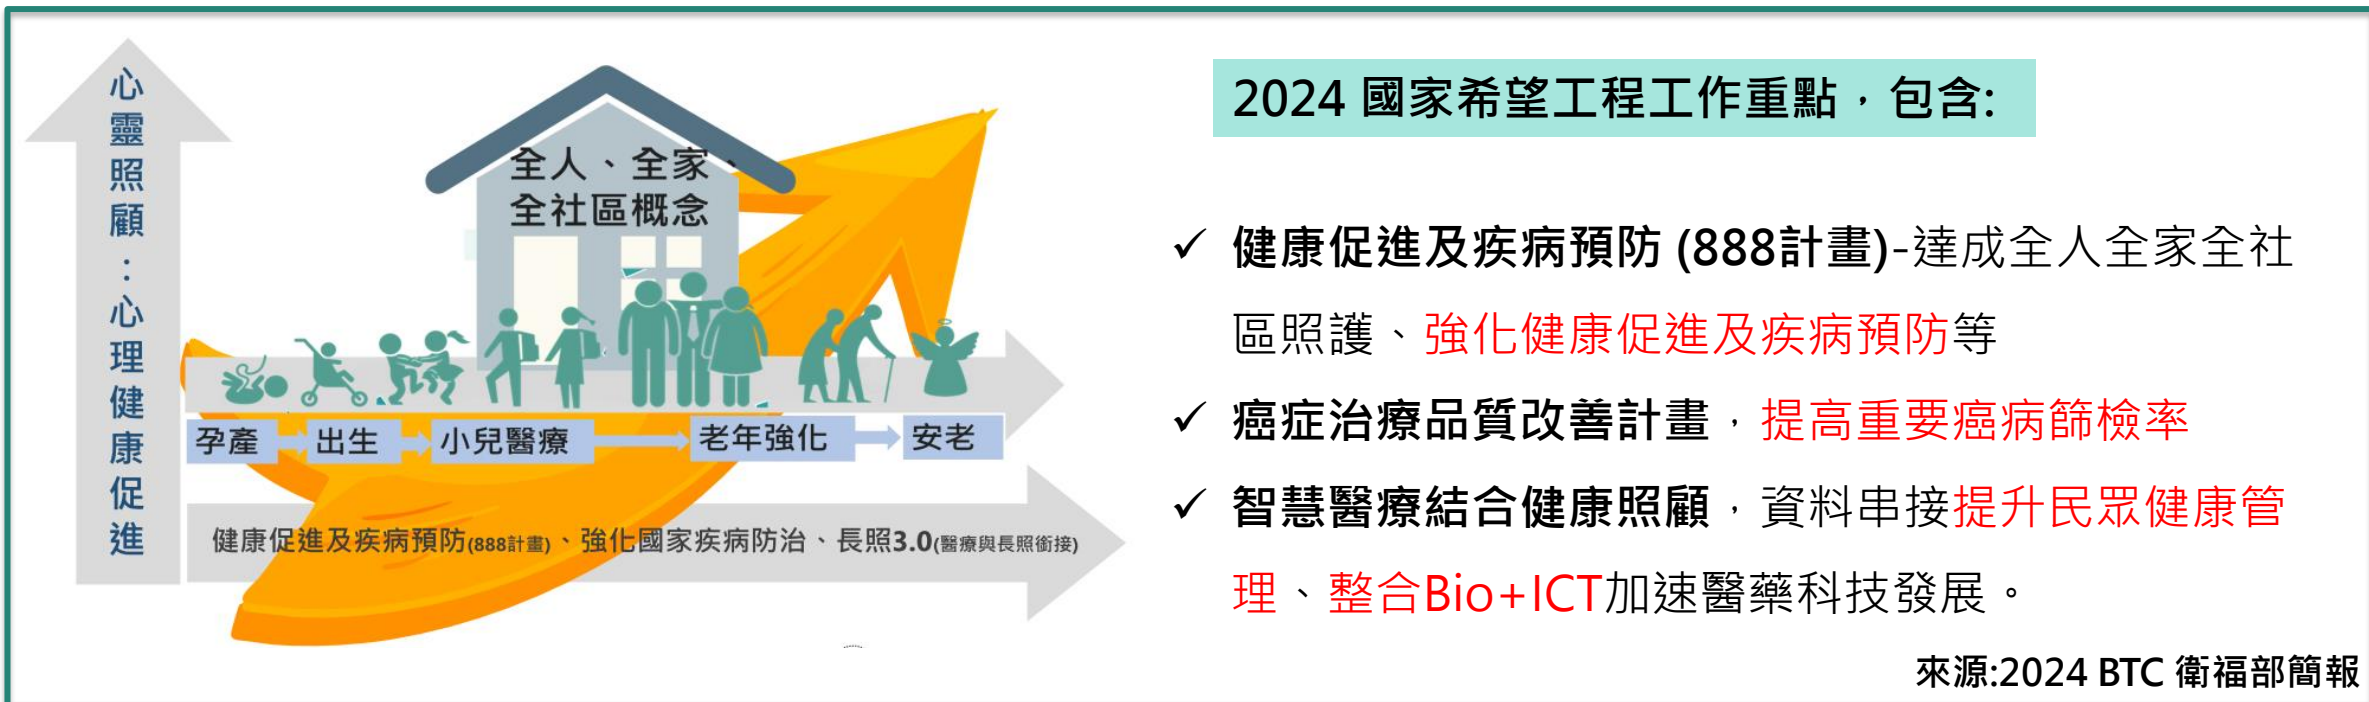 心靈照顧：心理健康促進
全人、全家、
全社區概念
孕產
出生
小兒醫療
老年強化
安老
健康促進及疾病預防(888計畫)、強化國家疾病防治、長照3.0(醫療與長照銜接)
2024 國家希望工程工作重點，包含:
✓ 健康促進及疾病預防 (888計畫)-達成全人全家全社
區照護、強化健康促進及疾病預防等
✓ 癌症治療品質改善計畫，提高重要癌病篩檢率
✓ 智慧醫療結合健康照顧，資料串接提升民眾健康管
理、整合Bio+ICT加速醫藥科技發展。
來源:2024 BTC 衛福部簡報